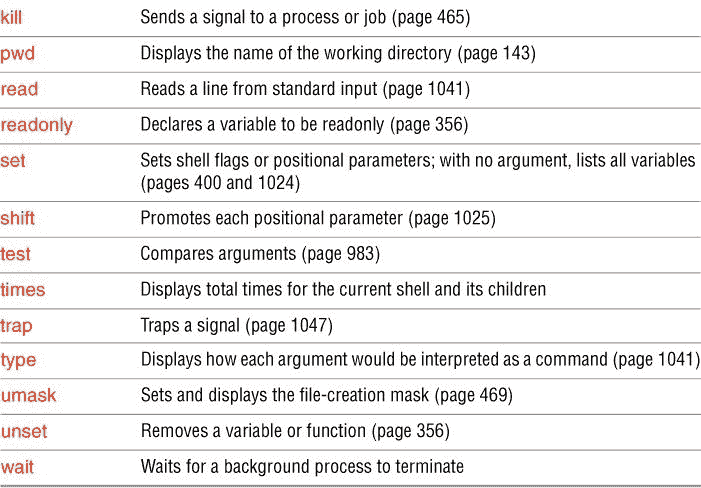 kill Sends a signal to a process or job (page 465)
pwd Displays the name of the working directory (page 143)
read Reads a line from standard input (page 1041)
readonly Declares a variable to be readonly (page 356)
set Sets shell flags or positional parameters; with no argument, lists all variables
(pages 400 and 1024)
shift Promotes each positional parameter (page 1025)
test Compares arguments (page 983)
times Displays total times for the current shell and its children
trap Traps a signal (page 1047)
type Displays how each argument would be interpreted as a command (page 1041)
umask Sets and displays the file-creation mask (page 469)
unset Removes a variable or function (page 356)
wait Waits for a background process to terminate